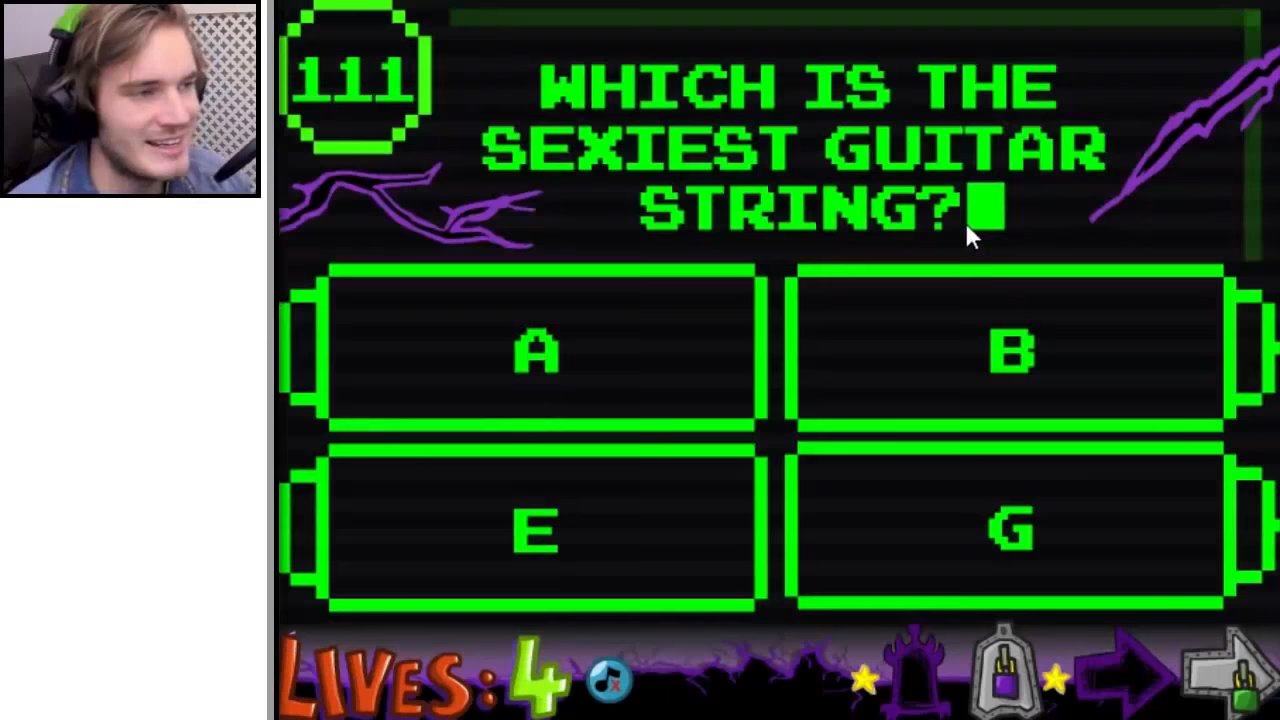 111
WHICH IS THE
SEXIEST GUITAR
STRING?
A
B
E
G
LIVES: 4